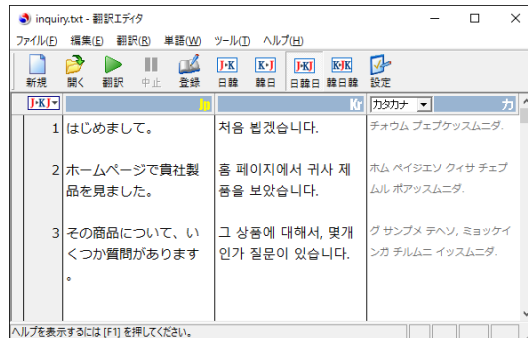 inquiry.txt - 翻訳エディタ
ファイル(F) 編集(E) 翻訳(R) 単語(W) ツール(T) ヘルプ(H)
J•K K•J J•KJ K•JK
新規 開く 翻訳 中止 登録 日韓 韓日 日韓日 韓日韓 設定
J•KJ Jp Kr カタカナ カ
1 はじめまして。 처음 뵙겠습니다. チョウム プェプケッスムニダ.
2 ホームページで貴社製 홈 페이지에서 귀사 제 ホム ペイジエソ クィサ チェプ
品を見ました。 품을 보았습니다. ムル ポアッスムニダ.
3 その商品について、い 그 상품에 대해서, 몇개 グ サンプメ テヘソ, ミョッケイ
くつか質問があります 인가 질문이 있습니다. ンガ チルムニ イッスムニダ.
。
ヘルプを表示するには [F1] を押してください。